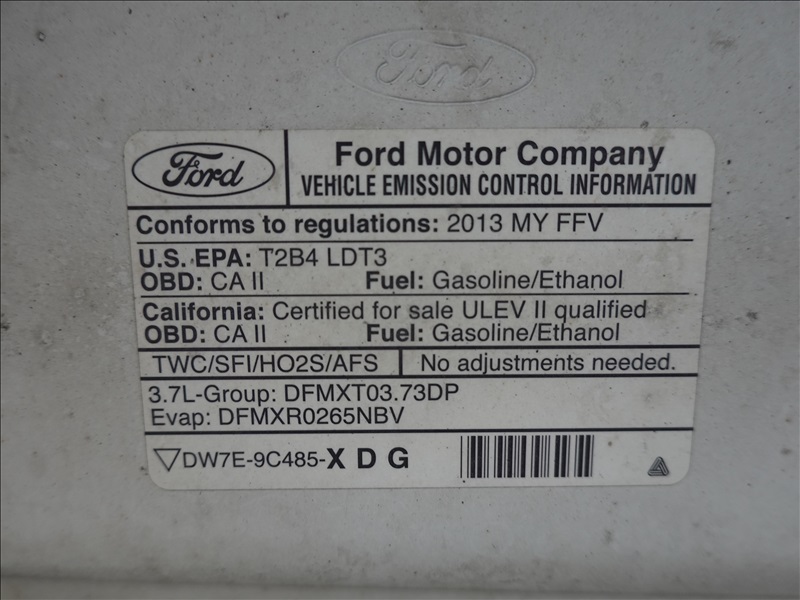 Ford
Ford
Ford Motor Company
VEHICLE EMISSION CONTROL INFORMATION
Conforms to regulations: 2013 MY FFV
U.S. EPA: T2B4 LDT3
OBD: CA II Fuel: Gasoline/Ethanol
California: Certified for sale ULEV II qualified
OBD: CA II Fuel: Gasoline/Ethanol
TWC/SFI/HO2S/AFS No adjustments needed.
3.7L-Group: DFMXT03.73DP
Evap: DFMXR0265NBV
DW7E-9C485-X D G